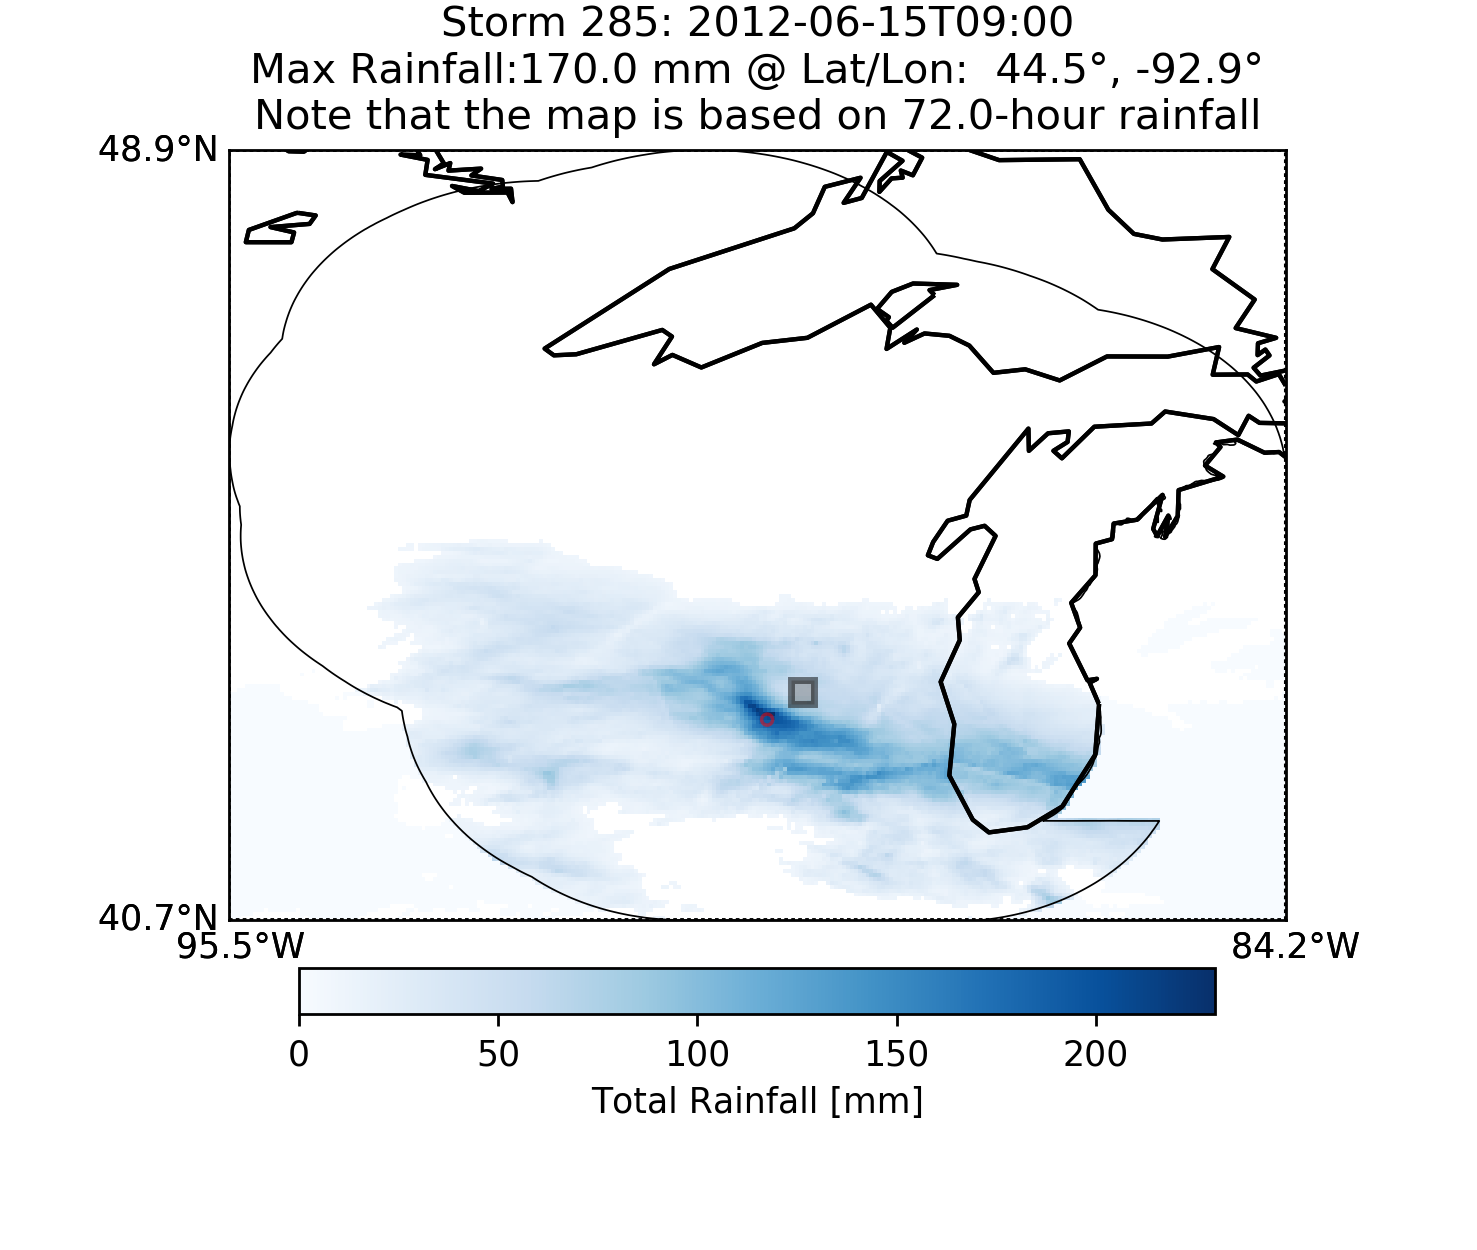 Storm 285: 2012-06-15T09:00
Max Rainfall:170.0 mm @ Lat/Lon:  44.5°, -92.9°
Note that the map is based on 72.0-hour rainfall
48.9°N
40.7°N
95.5°W
84.2°W
0
50
100
150
200
Total Rainfall [mm]